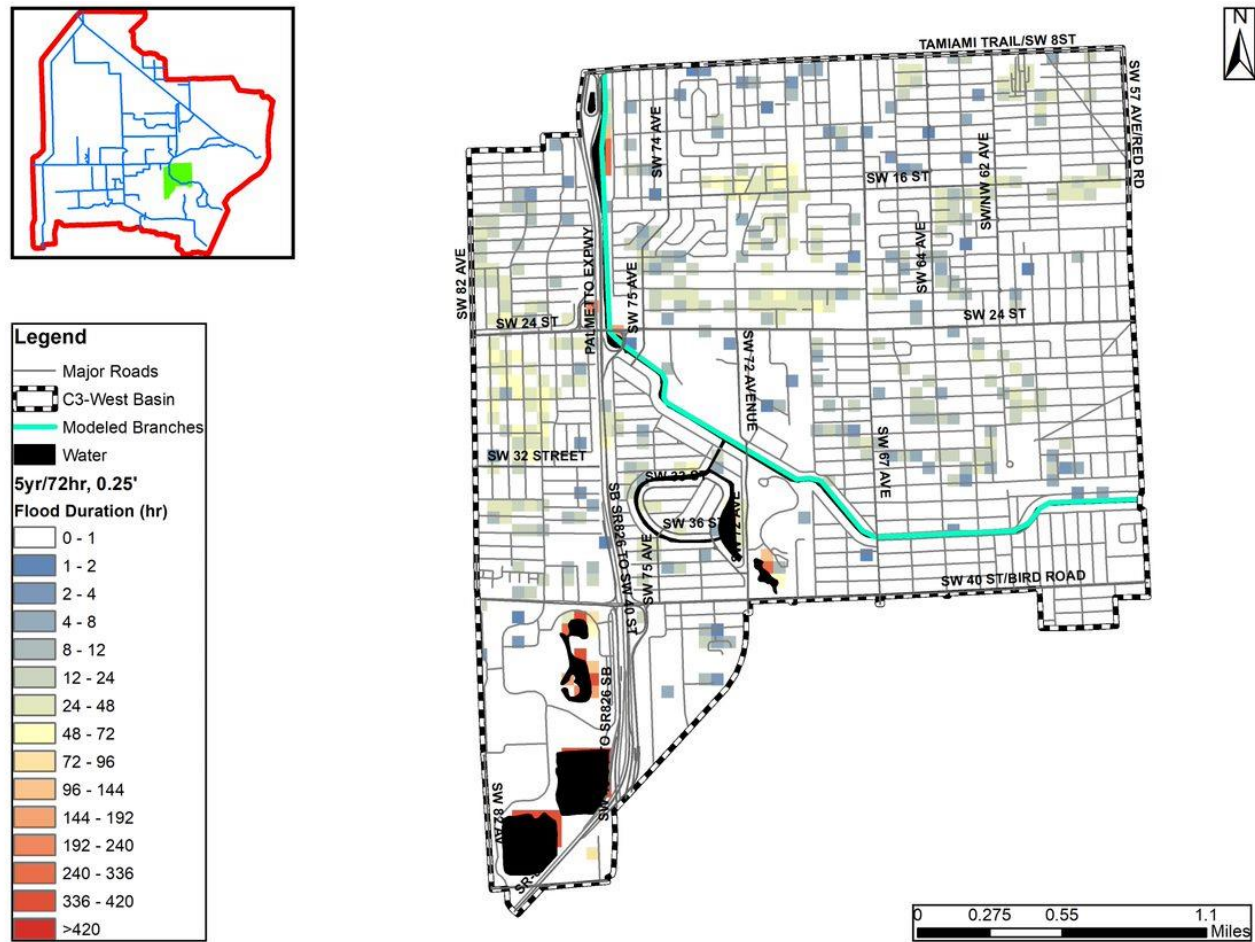 N
TAMIAMI TRAIL/SW 8ST
SW 57 AVE/RED RD
SW 74 AVE
SW/NW 62 AVE
SW 16 ST
SW 64 AVE
SW 82 AVE
PALMETTO EXPWY
SW 75 AVE
SW 24 ST
SW 24 ST
SW 72 AVENUE
SW 67 AVE
SW 32 STREET
SW 36 ST
SW 72 AVE
SB SR826 TO SW 40 ST
SW 75 AVE
SW 40 ST/BIRD ROAD
TO SR826 SB
SW 82 AV
Legend
Major Roads
C3-West Basin
Modeled Branches
Water
5yr/72hr, 0.25'
Flood Duration (hr)
0 - 1
1 - 2
2 - 4
4 - 8
8 - 12
12 - 24
24 - 48
48 - 72
72 - 96
96 - 144
144 - 192
192 - 240
240 - 336
336 - 420
>420
0 0.275 0.55 1.1
Miles